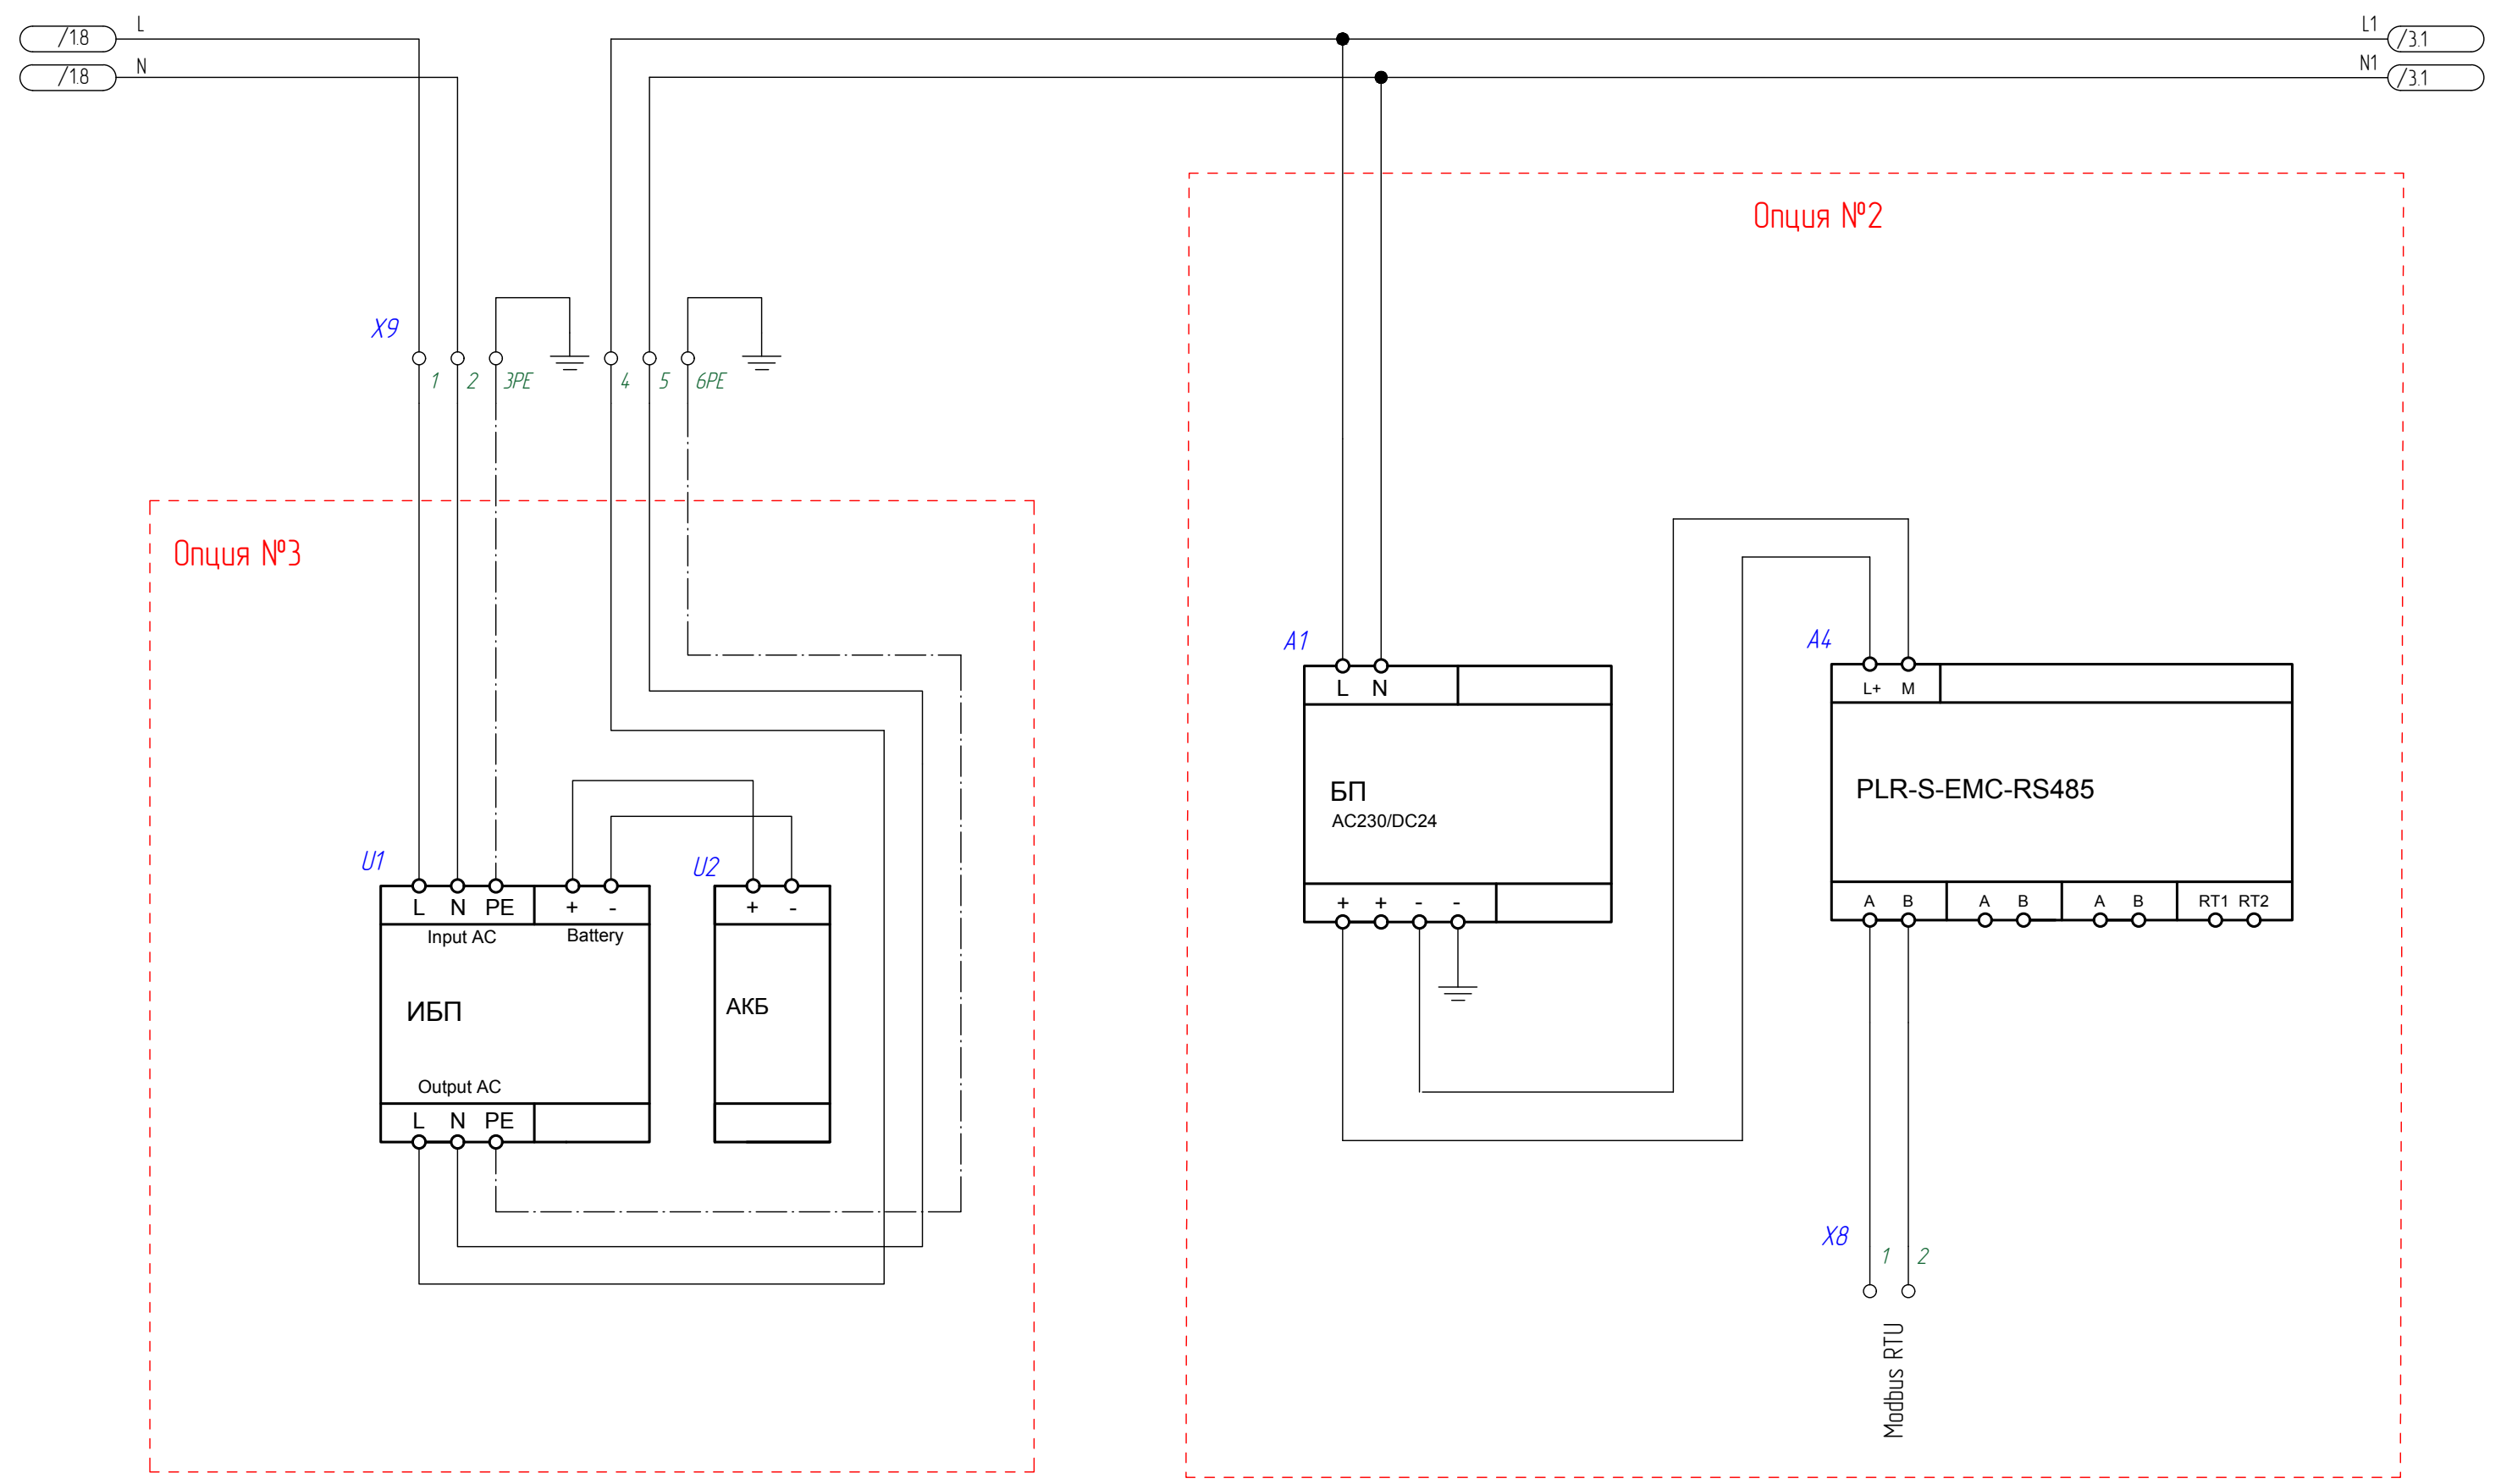 L
/1.8
N
/1.8
L1
/3.1
N1
/3.1
Опция №2
X9
1 2 3PE 4 5 6PE
Опция №3
A1
L N
БП
AC230/DC24
+ + - -
A4
L+ M
PLR-S-EMC-RS485
A B A B A B RT1 RT2
U1
L N PE + -
Input AC Battery
ИБП
Output AC
L N PE
U2
+ -
АКБ
X8
1 2
Modbus RTU